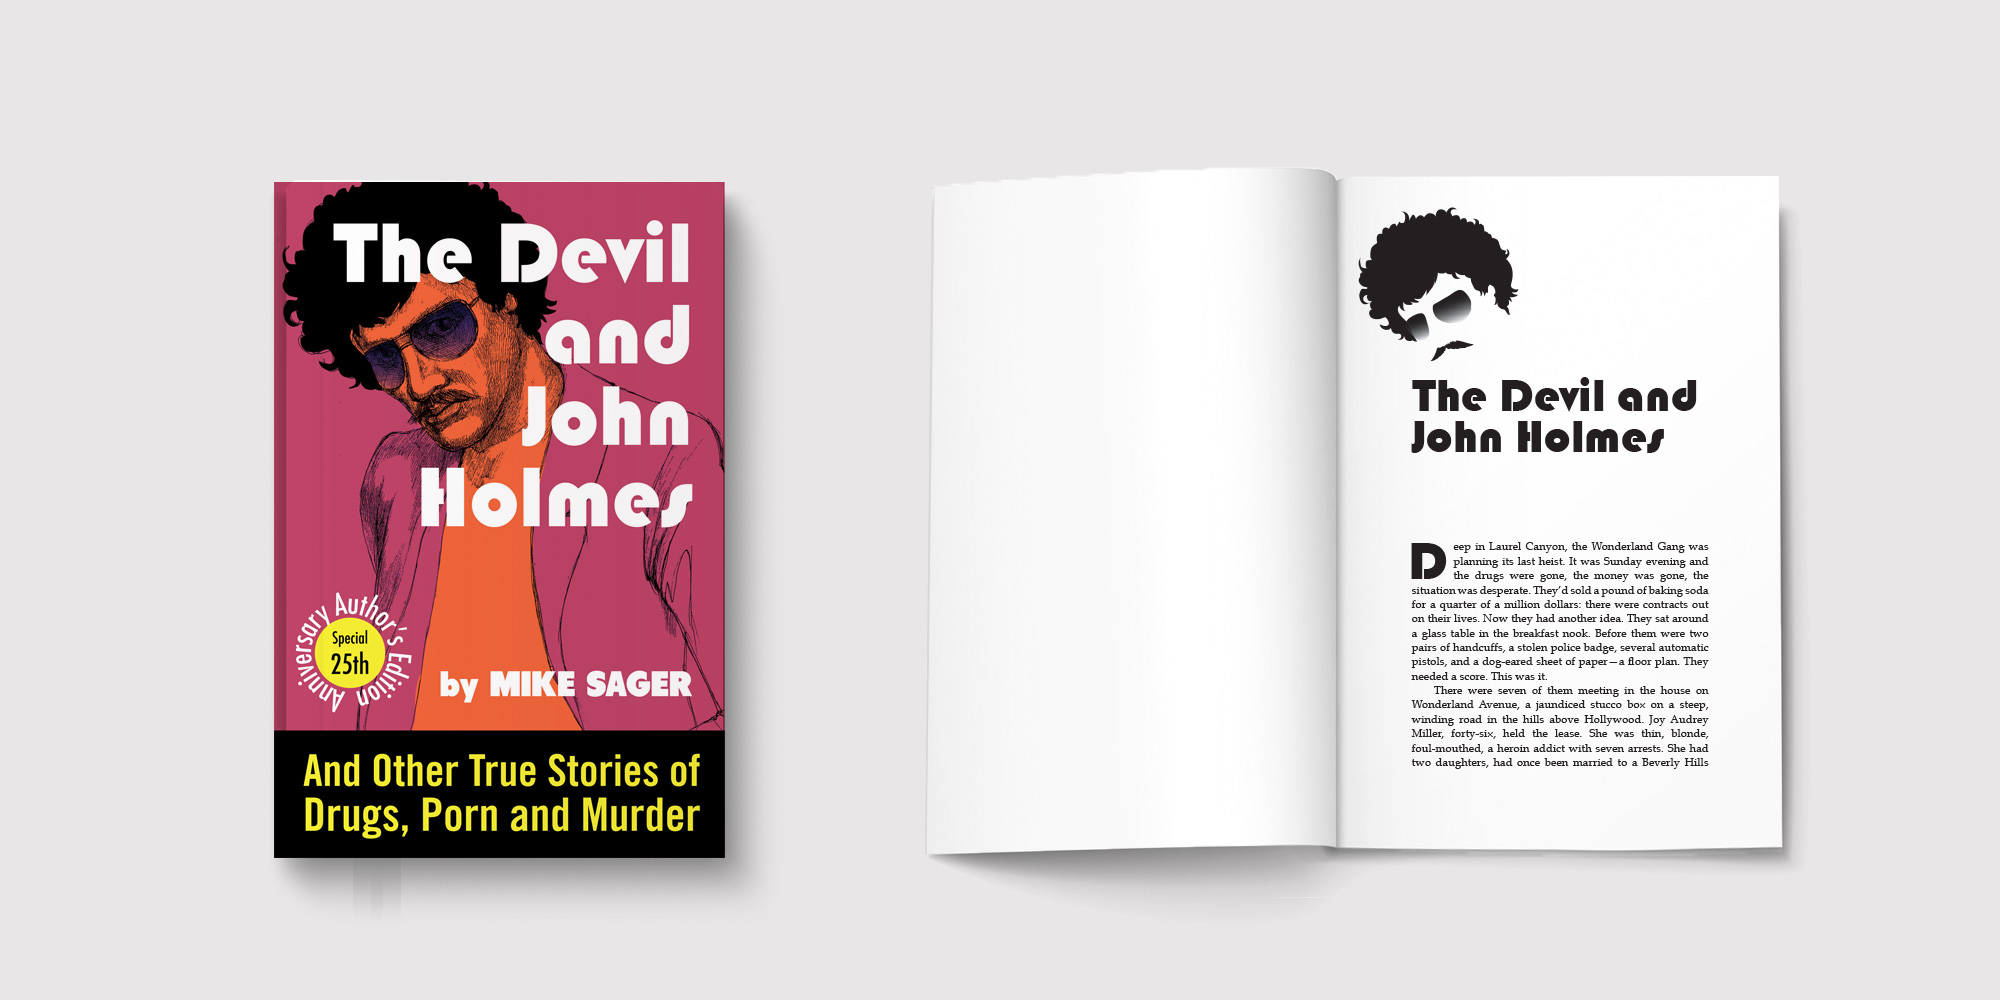 The Devil
and
John
Holmes
Anniversary Author's Edition
Special
25th
by MIKE SAGER
And Other True Stories of
Drugs, Porn and Murder
The Devil and
John Holmes
Deep in Laurel Canyon, the Wonderland Gang was
planning its last heist. It was Sunday evening and
the drugs were gone, the money was gone, the
situation was desperate. They'd sold a pound of baking soda
for a quarter of a million dollars: there were contracts out
on their lives. Now they had another idea. They sat around
a glass table in the breakfast nook. Before them were two
pairs of handcuffs, a stolen police badge, several automatic
pistols, and a dog-eared sheet of paper—a floor plan. They
needed a score. This was it.
There were seven of them meeting in the house on
Wonderland Avenue, a jaundiced stucco box on a steep,
winding road in the hills above Hollywood. Joy Audrey
Miller, forty-six, held the lease. She was thin, blonde,
foul-mouthed, a heroin addict with seven arrests. She had
two daughters, had once been married to a Beverly Hills